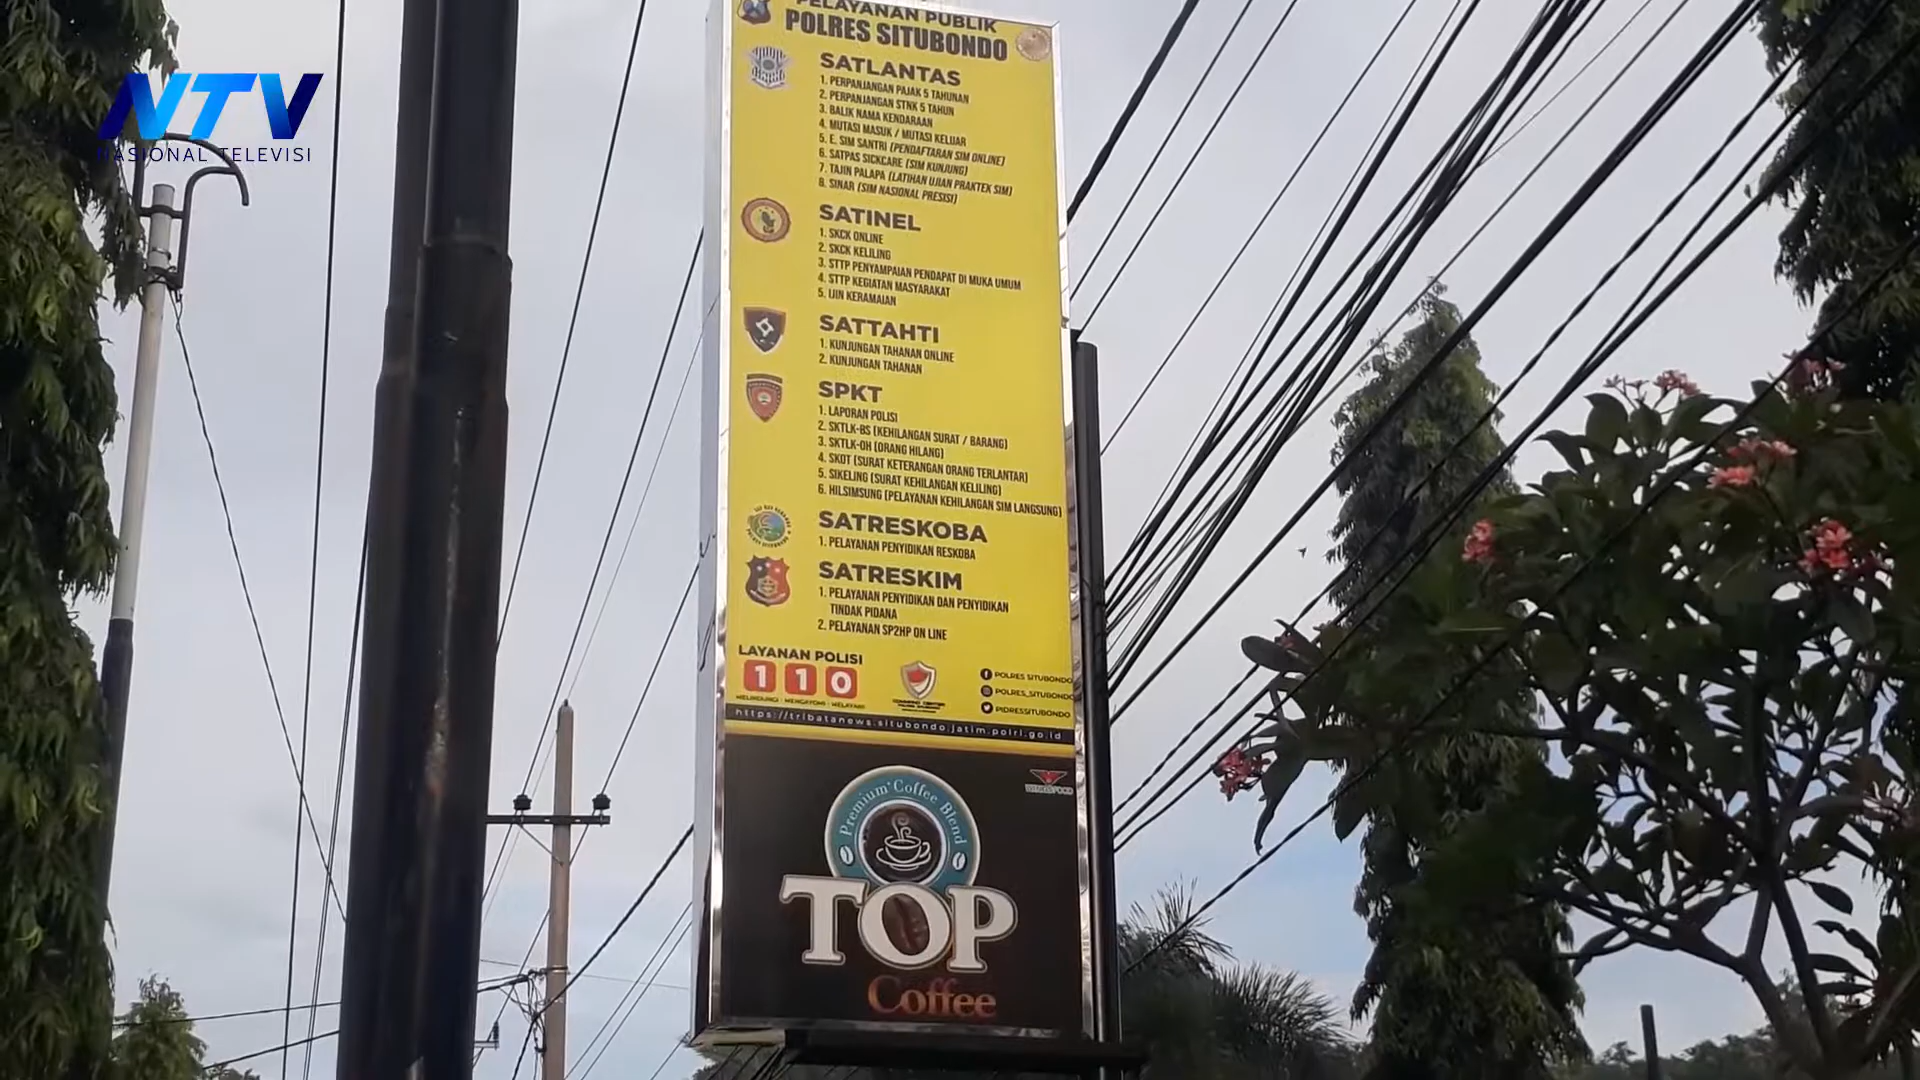 NTV
NASIONAL TELEVISI
PELAYANAN PUBLIK
POLRES SITUBONDO
SATLANTAS
1. PERPANJANGAN PAJAK 5 TAHUNAN
2. PERPANJANGAN STNK 5 TAHUN
3. BALIK NAMA KENDARAAN
4. MUTASI MASUK / MUTASI KELUAR
5. E. SIM SANTRI (PENDAFTARAN SIM ONLINE)
6. SATPAS SICKCARE (SIM KUNJUNG)
7. TAJIN PALAPA (LATIHAN UJIAN PRAKTEK SIM)
8. SINAR (SIM NASIONAL PRESISI)
SATINEL
1. SKCK ONLINE
2. SKCK KELILING
3. STTP PENYAMPAIAN PENDAPAT DI MUKA UMUM
4. STTP KEGIATAN MASYARAKAT
5. IJIN KERAMAIAN
SATTAHTI
1. KUNJUNGAN TAHANAN ONLINE
2. KUNJUNGAN TAHANAN
SPKT
1. LAPORAN POLISI
2. SKTLK-BS (KEHILANGAN SURAT / BARANG)
3. SKTLK-OH (ORANG HILANG)
4. SKOT (SURAT KETERANGAN ORANG TERLANTAR)
5. SIKELING (SURAT KEHILANGAN KELILING)
6. HILSIMSUNG (PELAYANAN KEHILANGAN SIM LANGSUNG)
SATRESKOBA
1. PELAYANAN PENYIDIKAN RESKOBA
SATRESKIM
1. PELAYANAN PENYIDIKAN DAN PENYIDIKAN
TINDAK PIDANA
2. PELAYANAN SP2HP ON LINE
LAYANAN POLISI
110
MELINDUNGI - MENGAYOMI - MELAYANI
COMMAND CENTER
POLRES SITUBONDO
POLRES_SITUBONDO
PIDRESSITUBONDO
https://tribatanews.situbondo.jatim.polri.go.id
WINGSFOOD
Premium Coffee Blend
TOP
Coffee